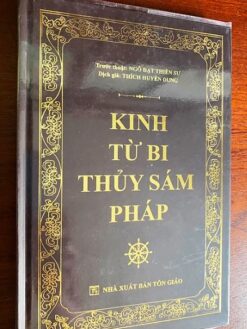 Trước thuật: NGỘ ĐẠT THIỀN SƯ
Dịch giả: THÍCH HUYỀN DUNG
KINH
TỪ BI
THỦY SÁM
PHÁP
NHÀ XUẤT BẢN TÔN GIÁO